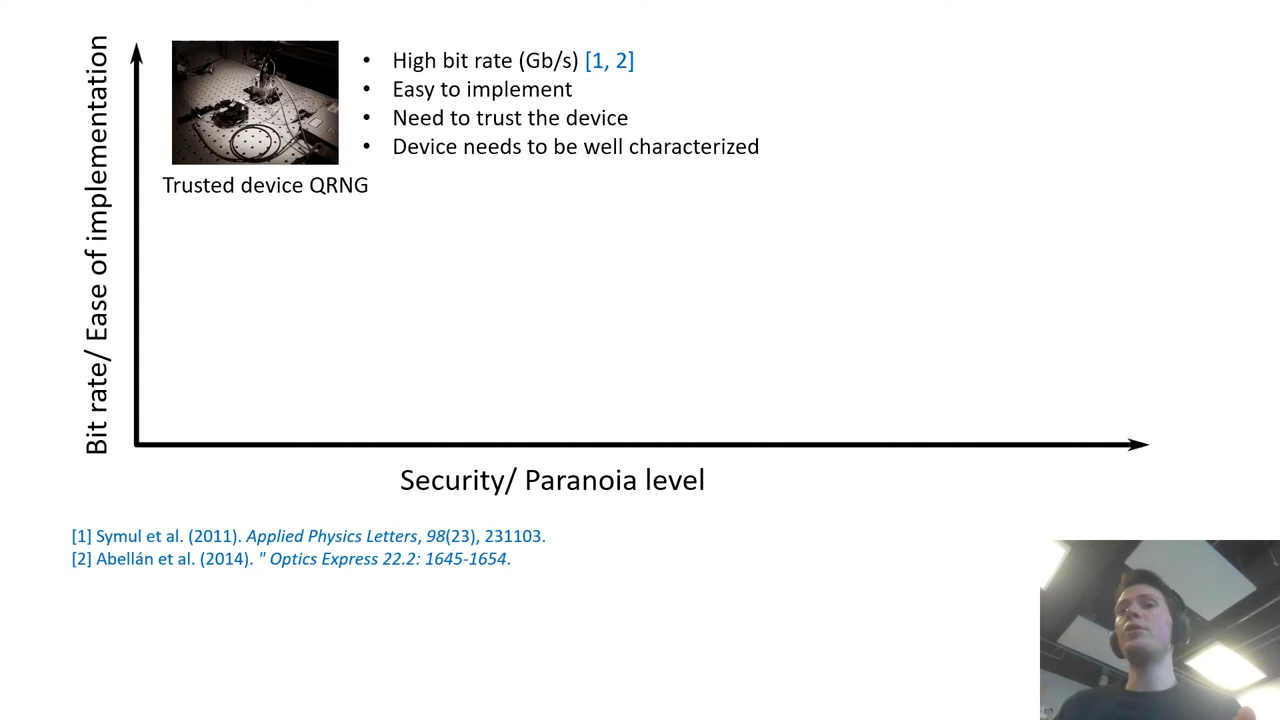 Bit rate/ Ease of implementation
• High bit rate (Gb/s) [1, 2]
• Easy to implement
• Need to trust the device
• Device needs to be well characterized
Trusted device QRNG
Security/ Paranoia level
[1] Symul et al. (2011). Applied Physics Letters, 98(23), 231103.
[2] Abellán et al. (2014). " Optics Express 22.2: 1645-1654.